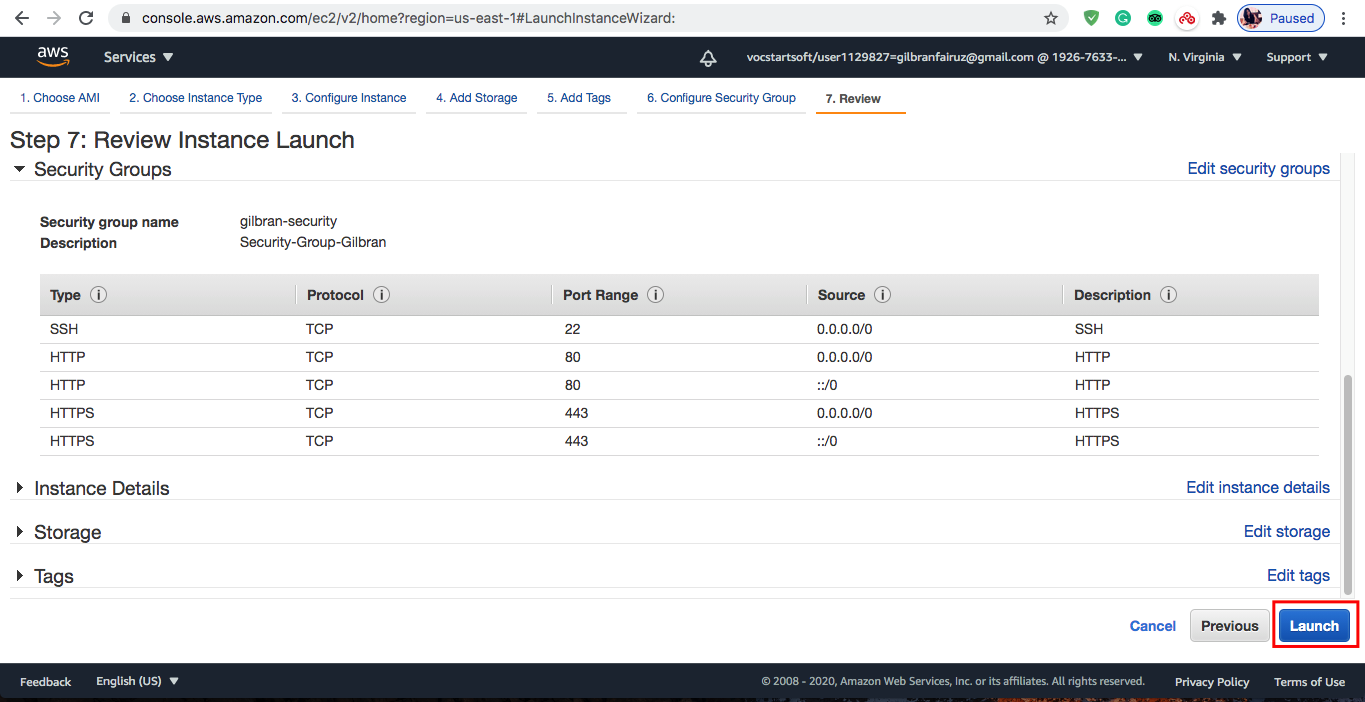 console.aws.amazon.com/ec2/v2/home?region=us-east-1#LaunchInstanceWizard:
Paused
aws
Services
vocstartsoft/user1129827=gilbranfairuz@gmail.com @ 1926-7633-...
N. Virginia
Support
1. Choose AMI
2. Choose Instance Type
3. Configure Instance
4. Add Storage
5. Add Tags
6. Configure Security Group
7. Review
Step 7: Review Instance Launch
Security Groups
Edit security groups
Security group name gilbran-security
Description Security-Group-Gilbran
Type i Protocol i Port Range i Source i Description i
SSH TCP 22 0.0.0.0/0 SSH
HTTP TCP 80 0.0.0.0/0 HTTP
HTTP TCP 80 ::/0 HTTP
HTTPS TCP 443 0.0.0.0/0 HTTPS
HTTPS TCP 443 ::/0 HTTPS
Instance Details
Edit instance details
Storage
Edit storage
Tags
Edit tags
Cancel
Previous
Launch
Feedback
English (US)
© 2008 - 2020, Amazon Web Services, Inc. or its affiliates. All rights reserved.
Privacy Policy
Terms of Use